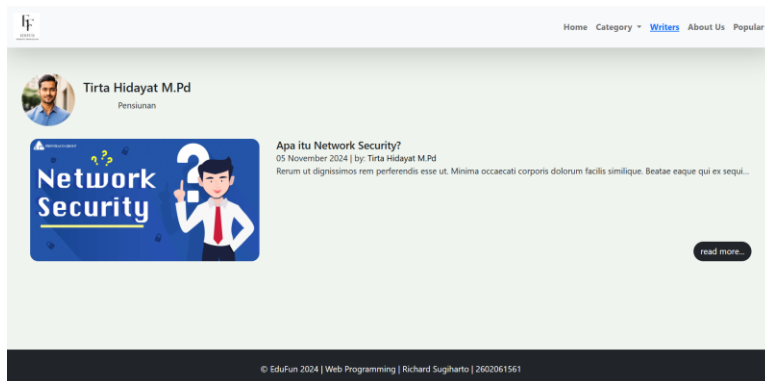 EF
Home Category Writers About Us Popular
Tirta Hidayat M.Pd
Pensiunan
? ? ?
Network
Security
Apa itu Network Security?
05 November 2024 | by: Tirta Hidayat M.Pd
Rerum ut dignissimos rem perferendis esse ut. Minima occaecati corporis dolorum facilis similique. Beatae eaque qui ex sequi...
read more...
© EduFun 2024 | Web Programming | Richard Sugiharto | 2602061561